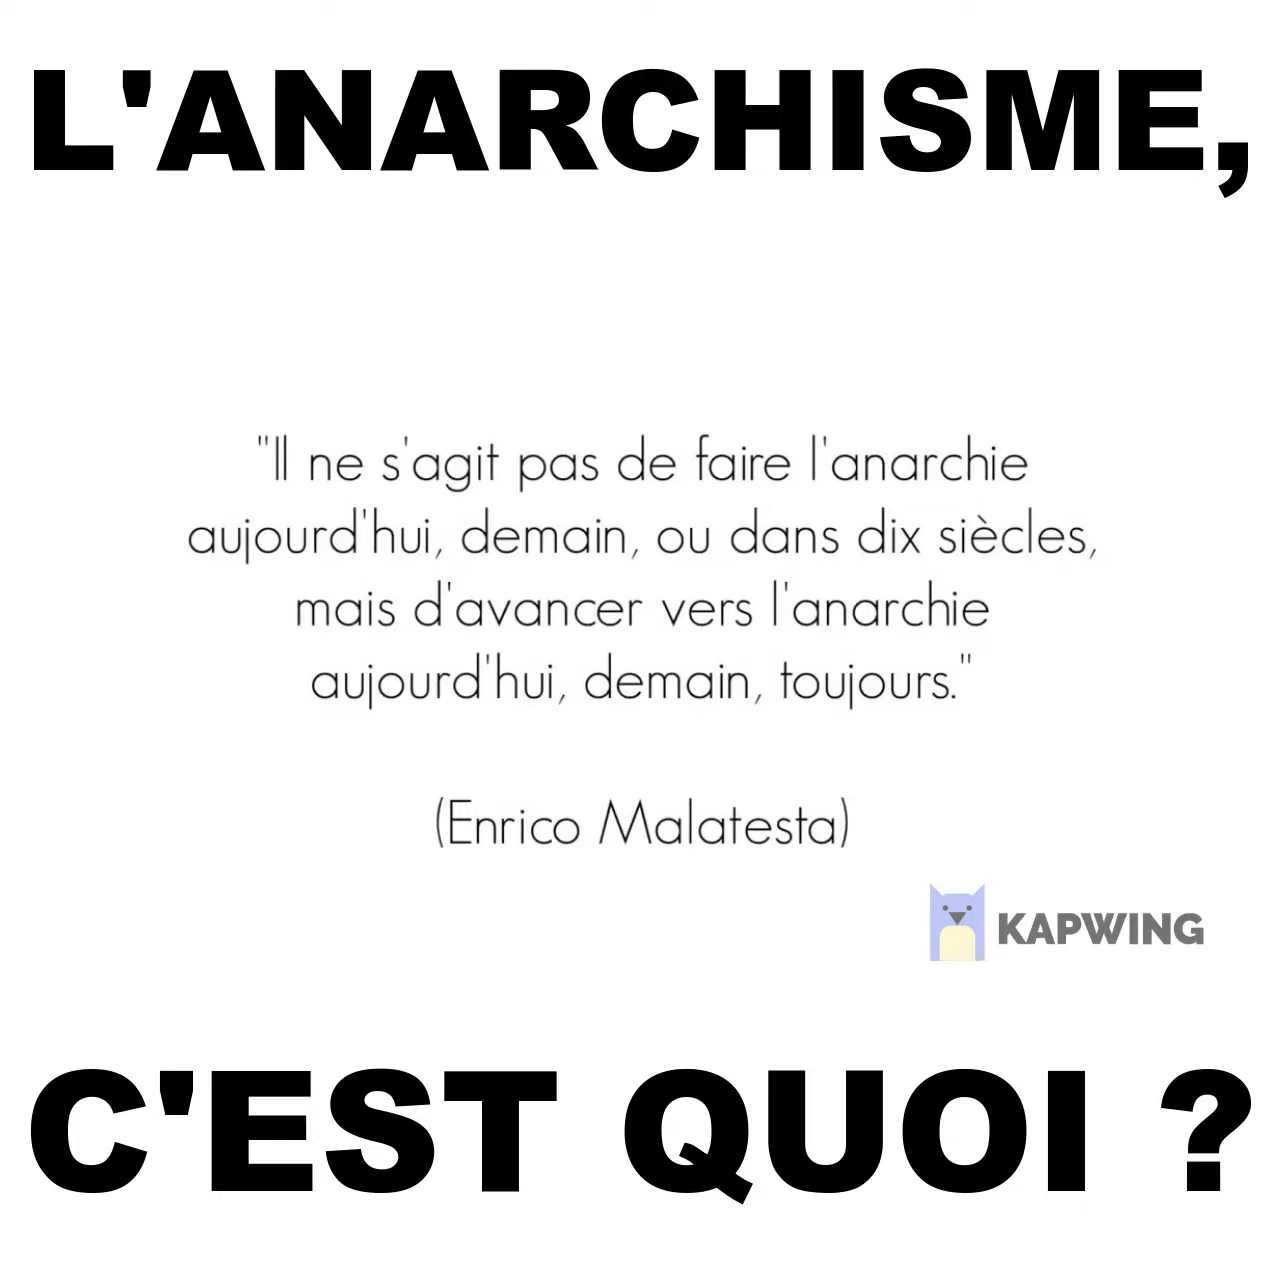 L'ANARCHISME,
"Il ne s'agit pas de faire l'anarchie
aujourd'hui, demain, ou dans dix siècles,
mais d'avancer vers l'anarchie
aujourd'hui, demain, toujours."
(Enrico Malatesta)
KAPWING
C'EST QUOI ?